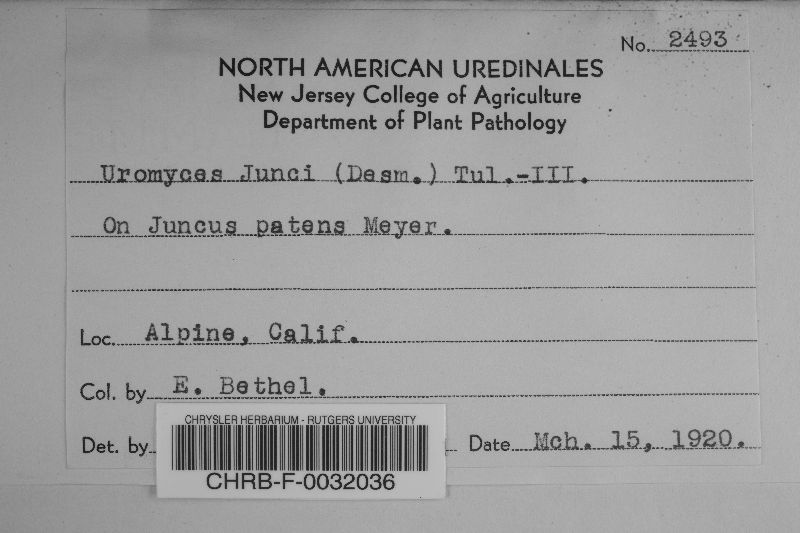 No. 2493
NORTH AMERICAN UREDINALES
New Jersey College of Agriculture
Department of Plant Pathology
Uromyces Junci (Desm.) Tul.-III.
On Juncus patens Meyer.
Loc. Alpine, Calif.
Col. by E. Bethel.
Det. by Date Mch. 15, 1920.
CHRYSLER HERBARIUM - RUTGERS UNIVERSITY
CHRB-F-0032036